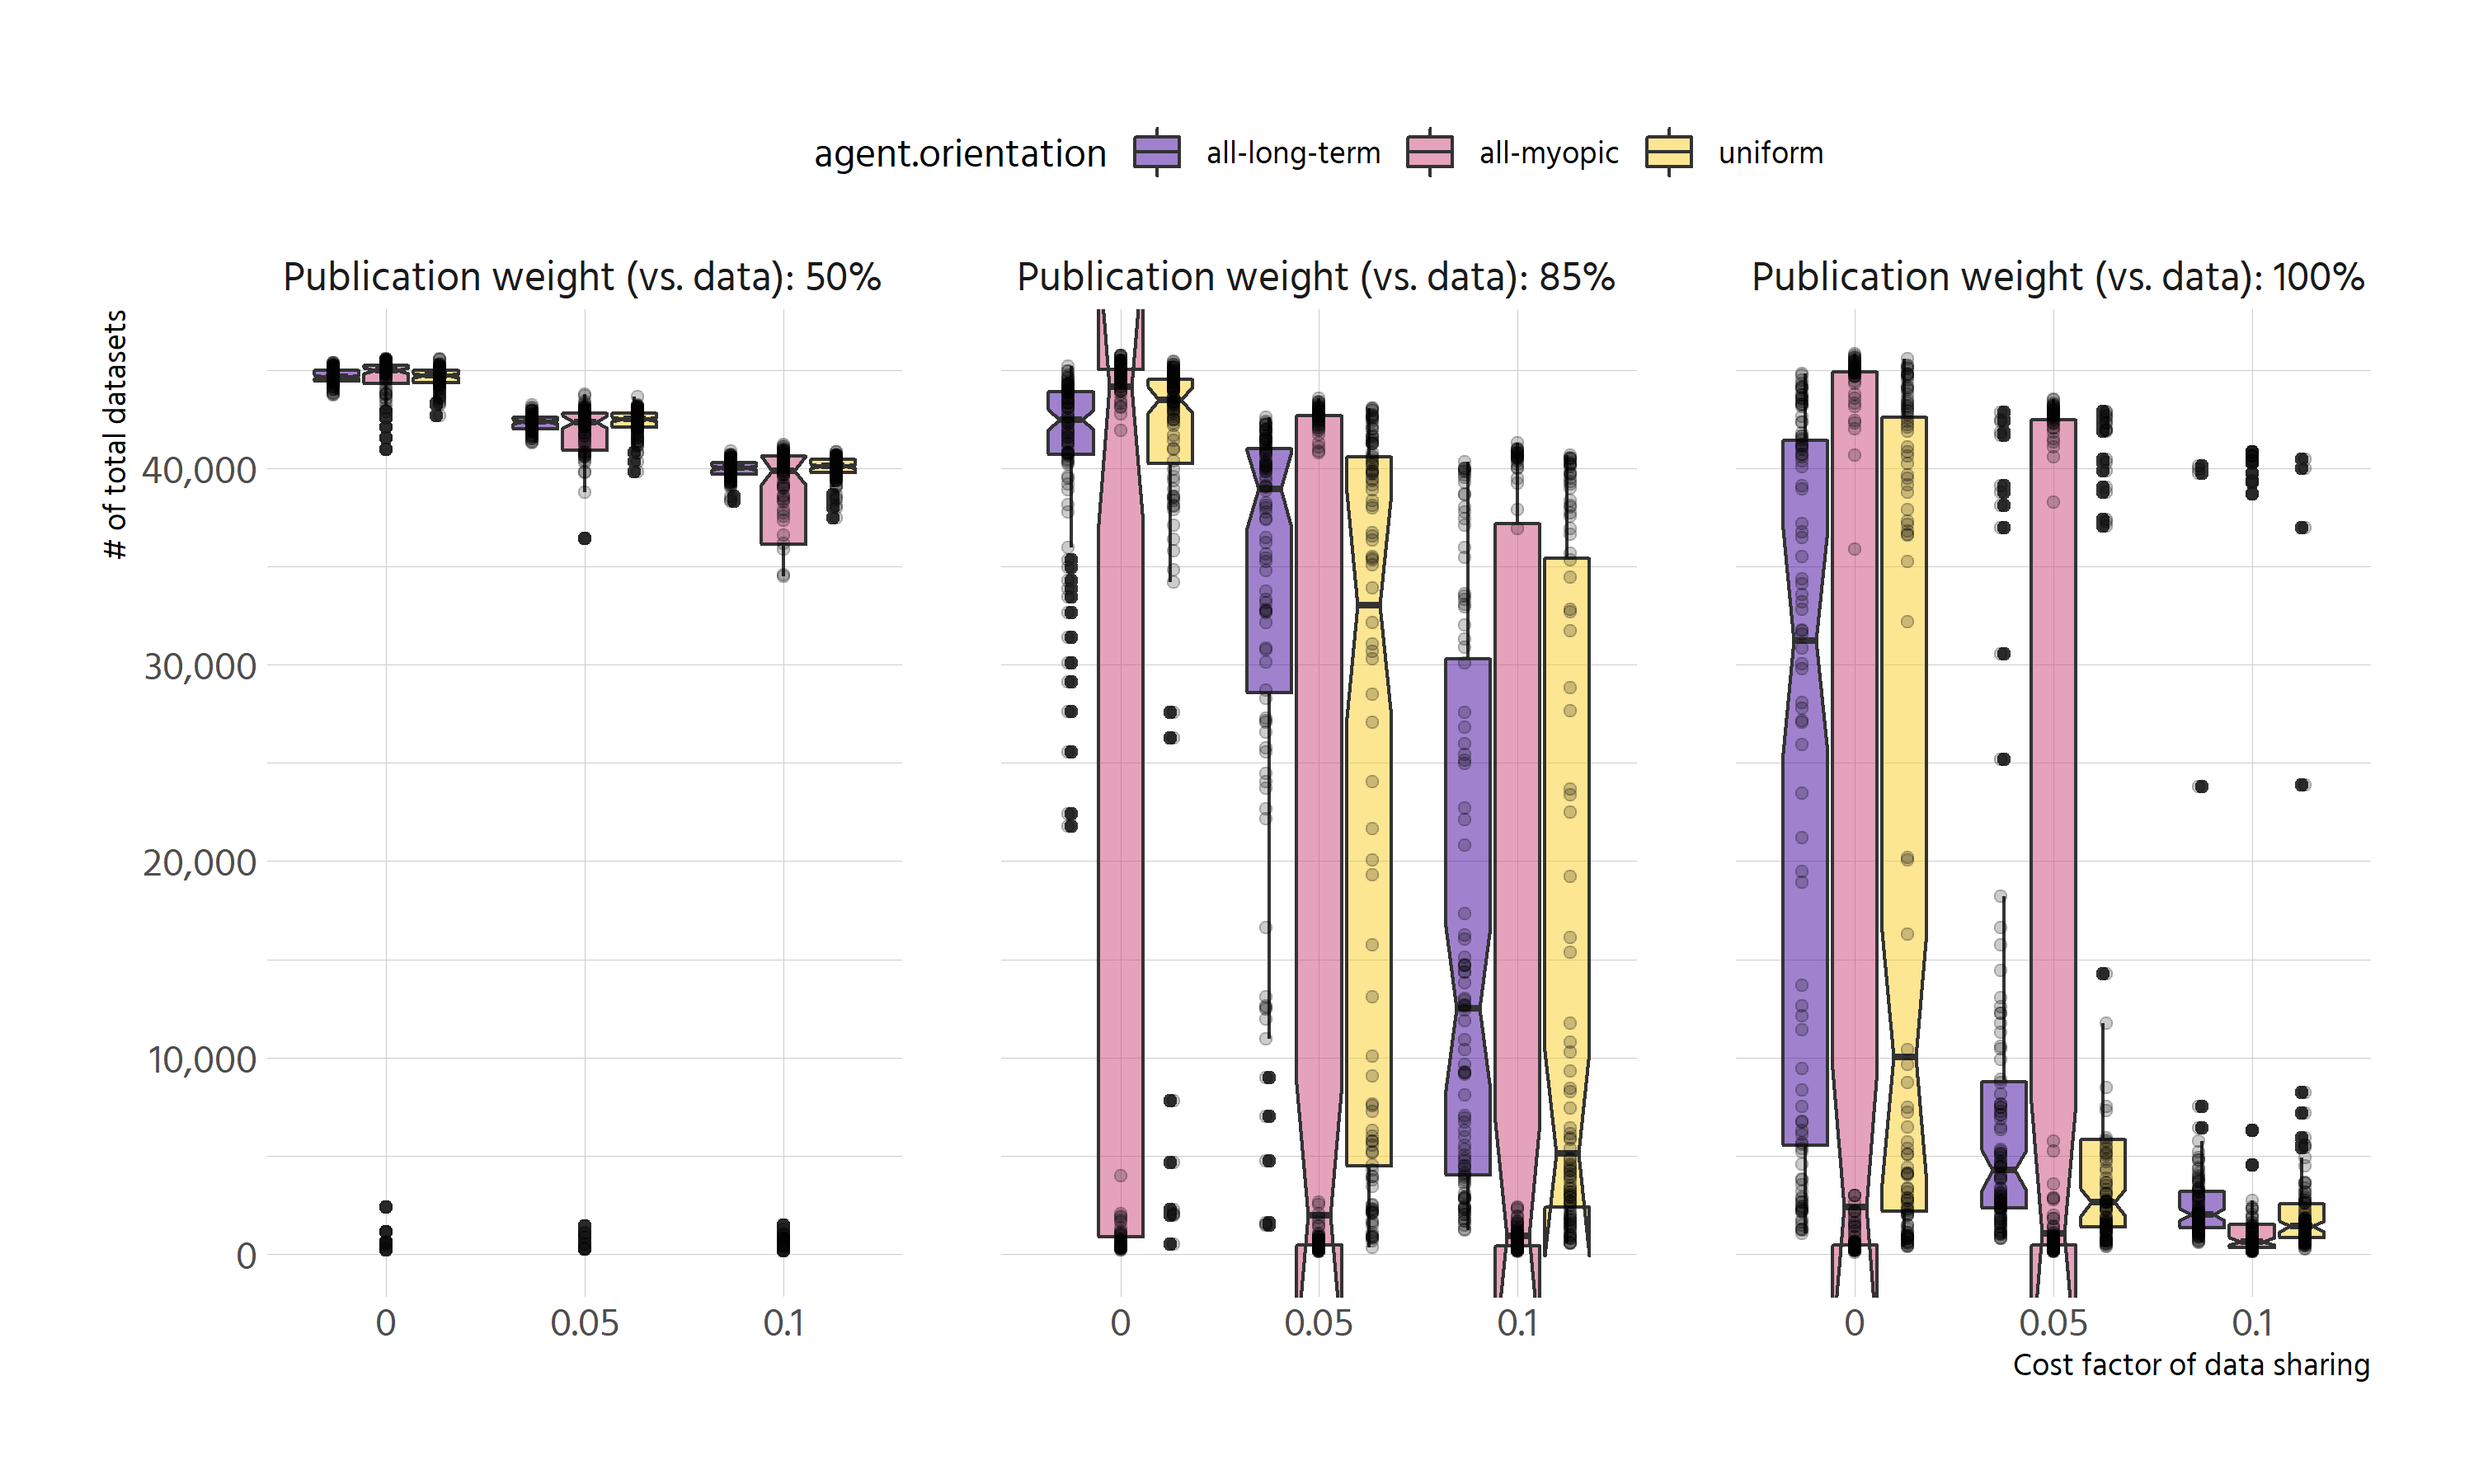 agent.orientation all-long-term all-myopic uniform
Publication weight (vs. data): 50% Publication weight (vs. data): 85% Publication weight (vs. data): 100%
# of total datasets
40,000
30,000
20,000
10,000
0
0 0.05 0.1 0 0.05 0.1 0 0.05 0.1
Cost factor of data sharing